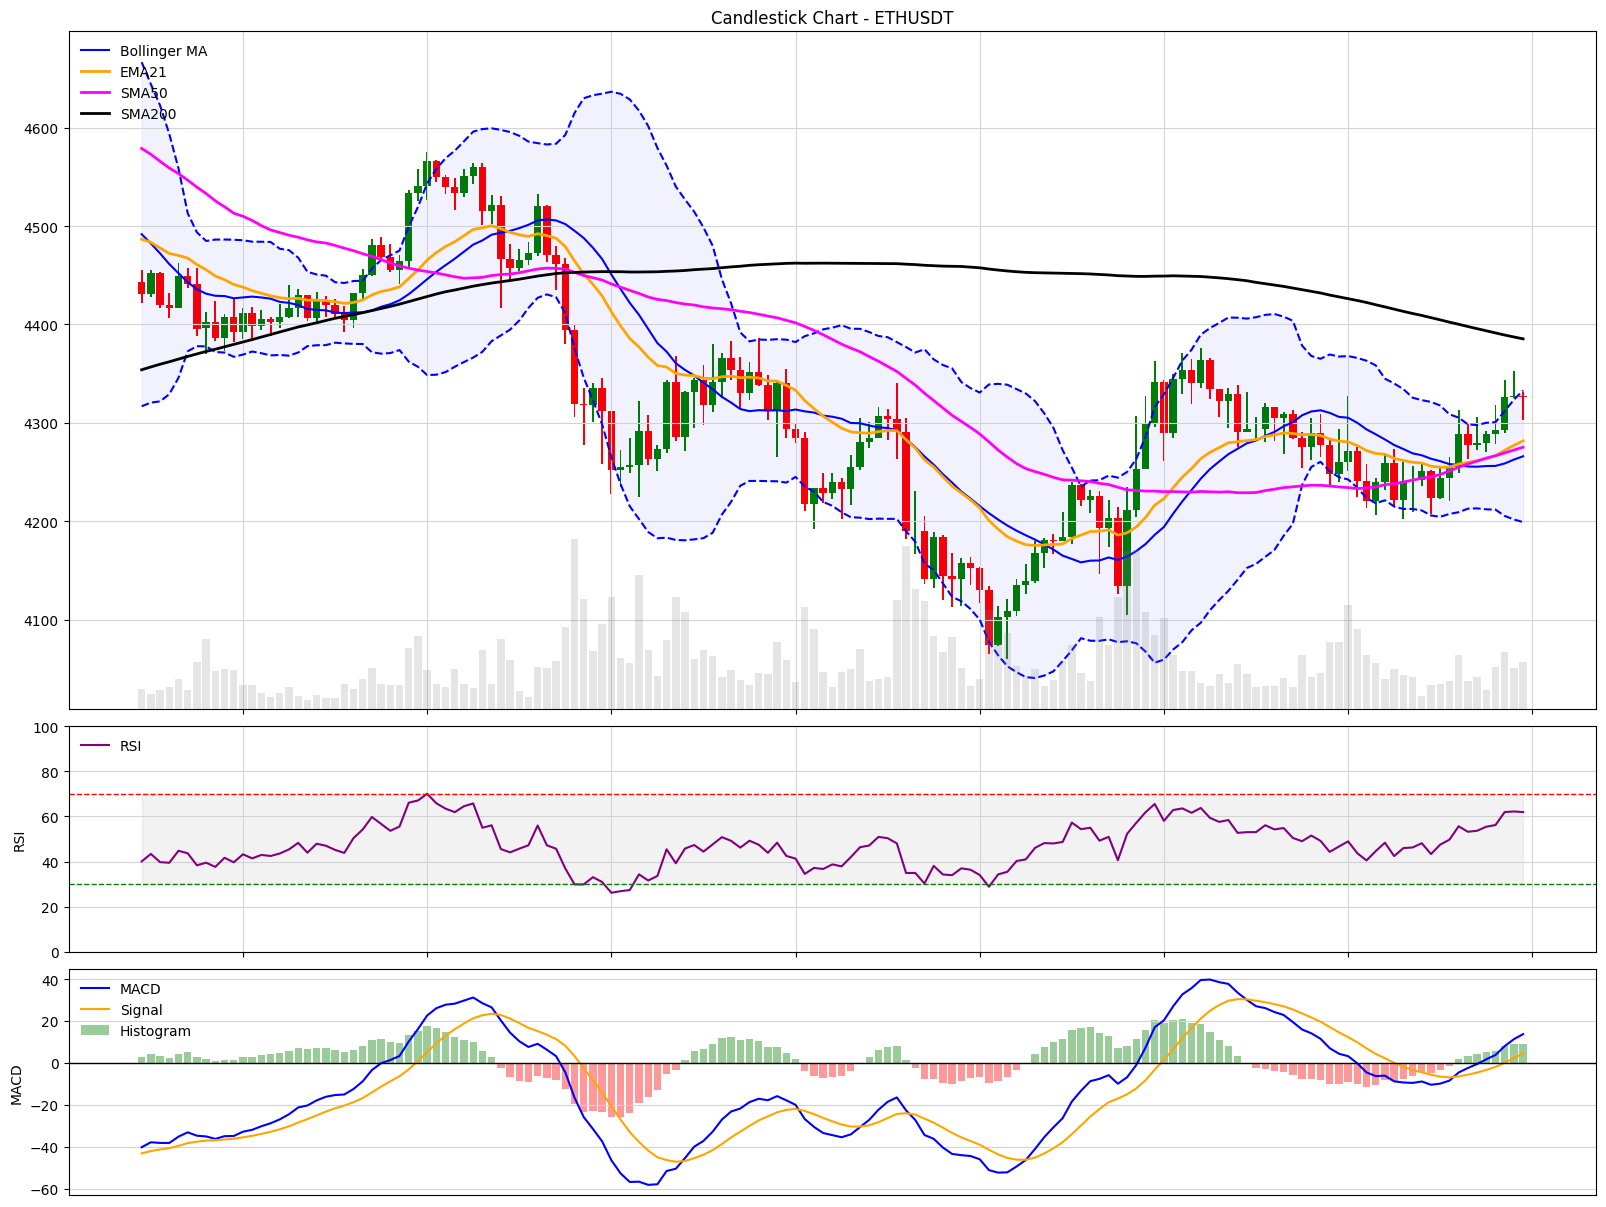 Candlestick Chart - ETHUSDT
Bollinger MA
EMA21
SMA50
SMA200
4600
4500
4400
4300
4200
4100
RSI
100
80
60
40
20
0
RSI
MACD
Signal
Histogram
40
20
0
−20
−40
−60
MACD